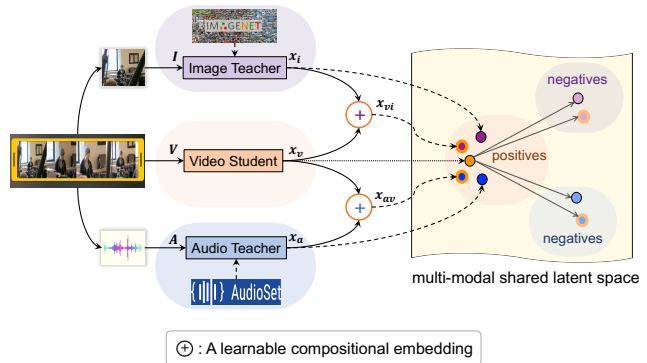 IMAGENET
I
Image Teacher
x_i
x_vi
negatives
V
Video Student
x_v
positives
x_av
A
Audio Teacher
x_a
negatives
{|||} AudioSet
multi-modal shared latent space
+ : A learnable compositional embedding